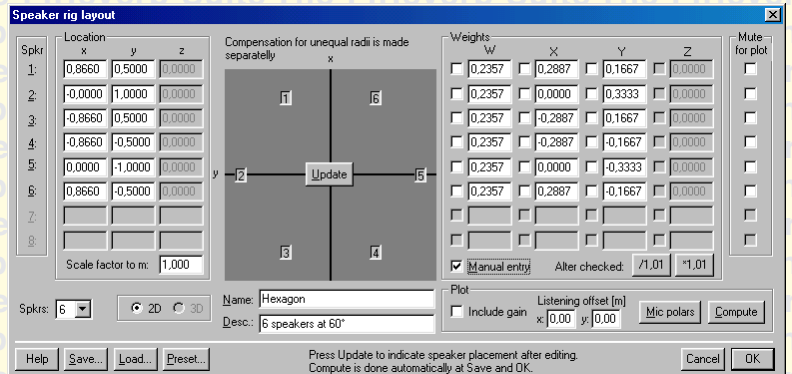 Speaker rig layout
Spkr
Location
x y z
1: 0,8660 0,5000 0,0000
2: -0,0000 1,0000 0,0000
3: -0,8660 0,5000 0,0000
4: -0,8660 -0,5000 0,0000
5: 0,0000 -1,0000 0,0000
6: 0,8660 -0,5000 0,0000
7:
8:
Scale factor to m: 1,000
Compensation for unequal radii is made
separatelly
x
1 6
y 2 Update 5
3 4
Weights
W X Y Z
0,2357 0,2887 0,1667 0,0000
0,2357 0,0000 0,3333 0,0000
0,2357 -0,2887 0,1667 0,0000
0,2357 -0,2887 -0,1667 0,0000
0,2357 0,0000 -0,3333 0,0000
0,2357 0,2887 -0,1667 0,0000
Manual entry Alter checked: /1,01 *1,01
Mute
for plot
Spkrs: 6 2D 3D
Name: Hexagon
Desc.: 6 speakers at 60°
Plot
Include gain
Listening offset [m]
x: 0,00 y: 0,00
Mic polars Compute
Help Save... Load... Preset...
Press Update to indicate speaker placement after editing.
Compute is done automatically at Save and OK.
Cancel OK